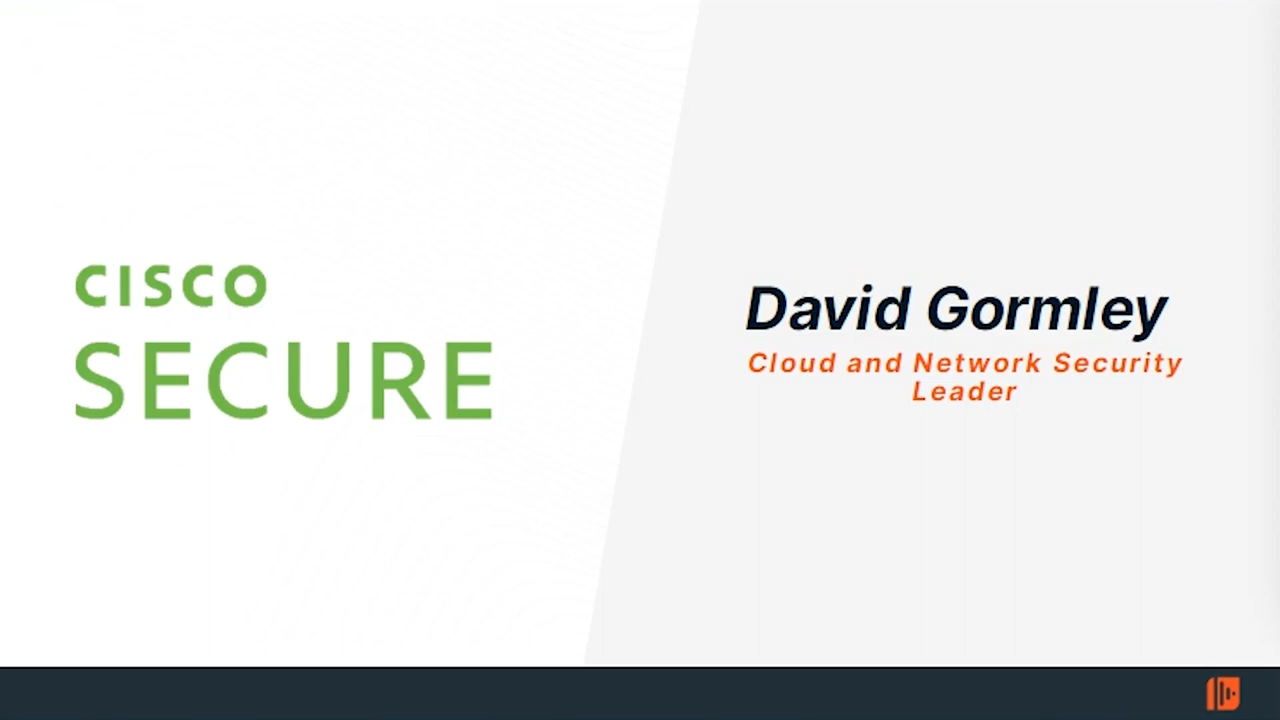 CISCO
SECURE
David Gormley
Cloud and Network Security
Leader